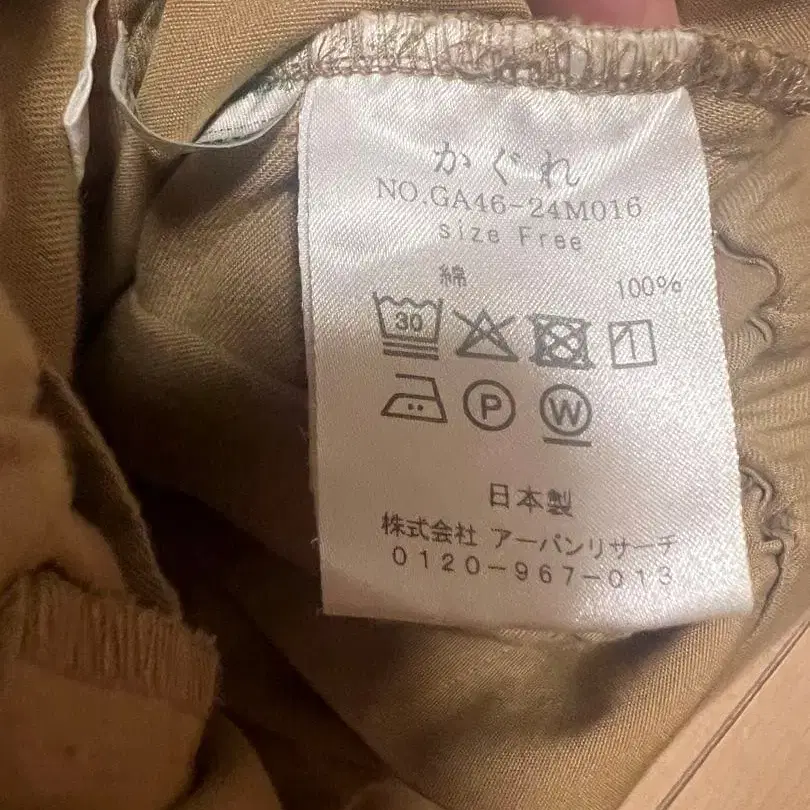 かぐれ
NO.GA46-24M016
size Free
綿 100%
30
P W
日本製
株式会社 アーバンリサーチ
0120-967-013